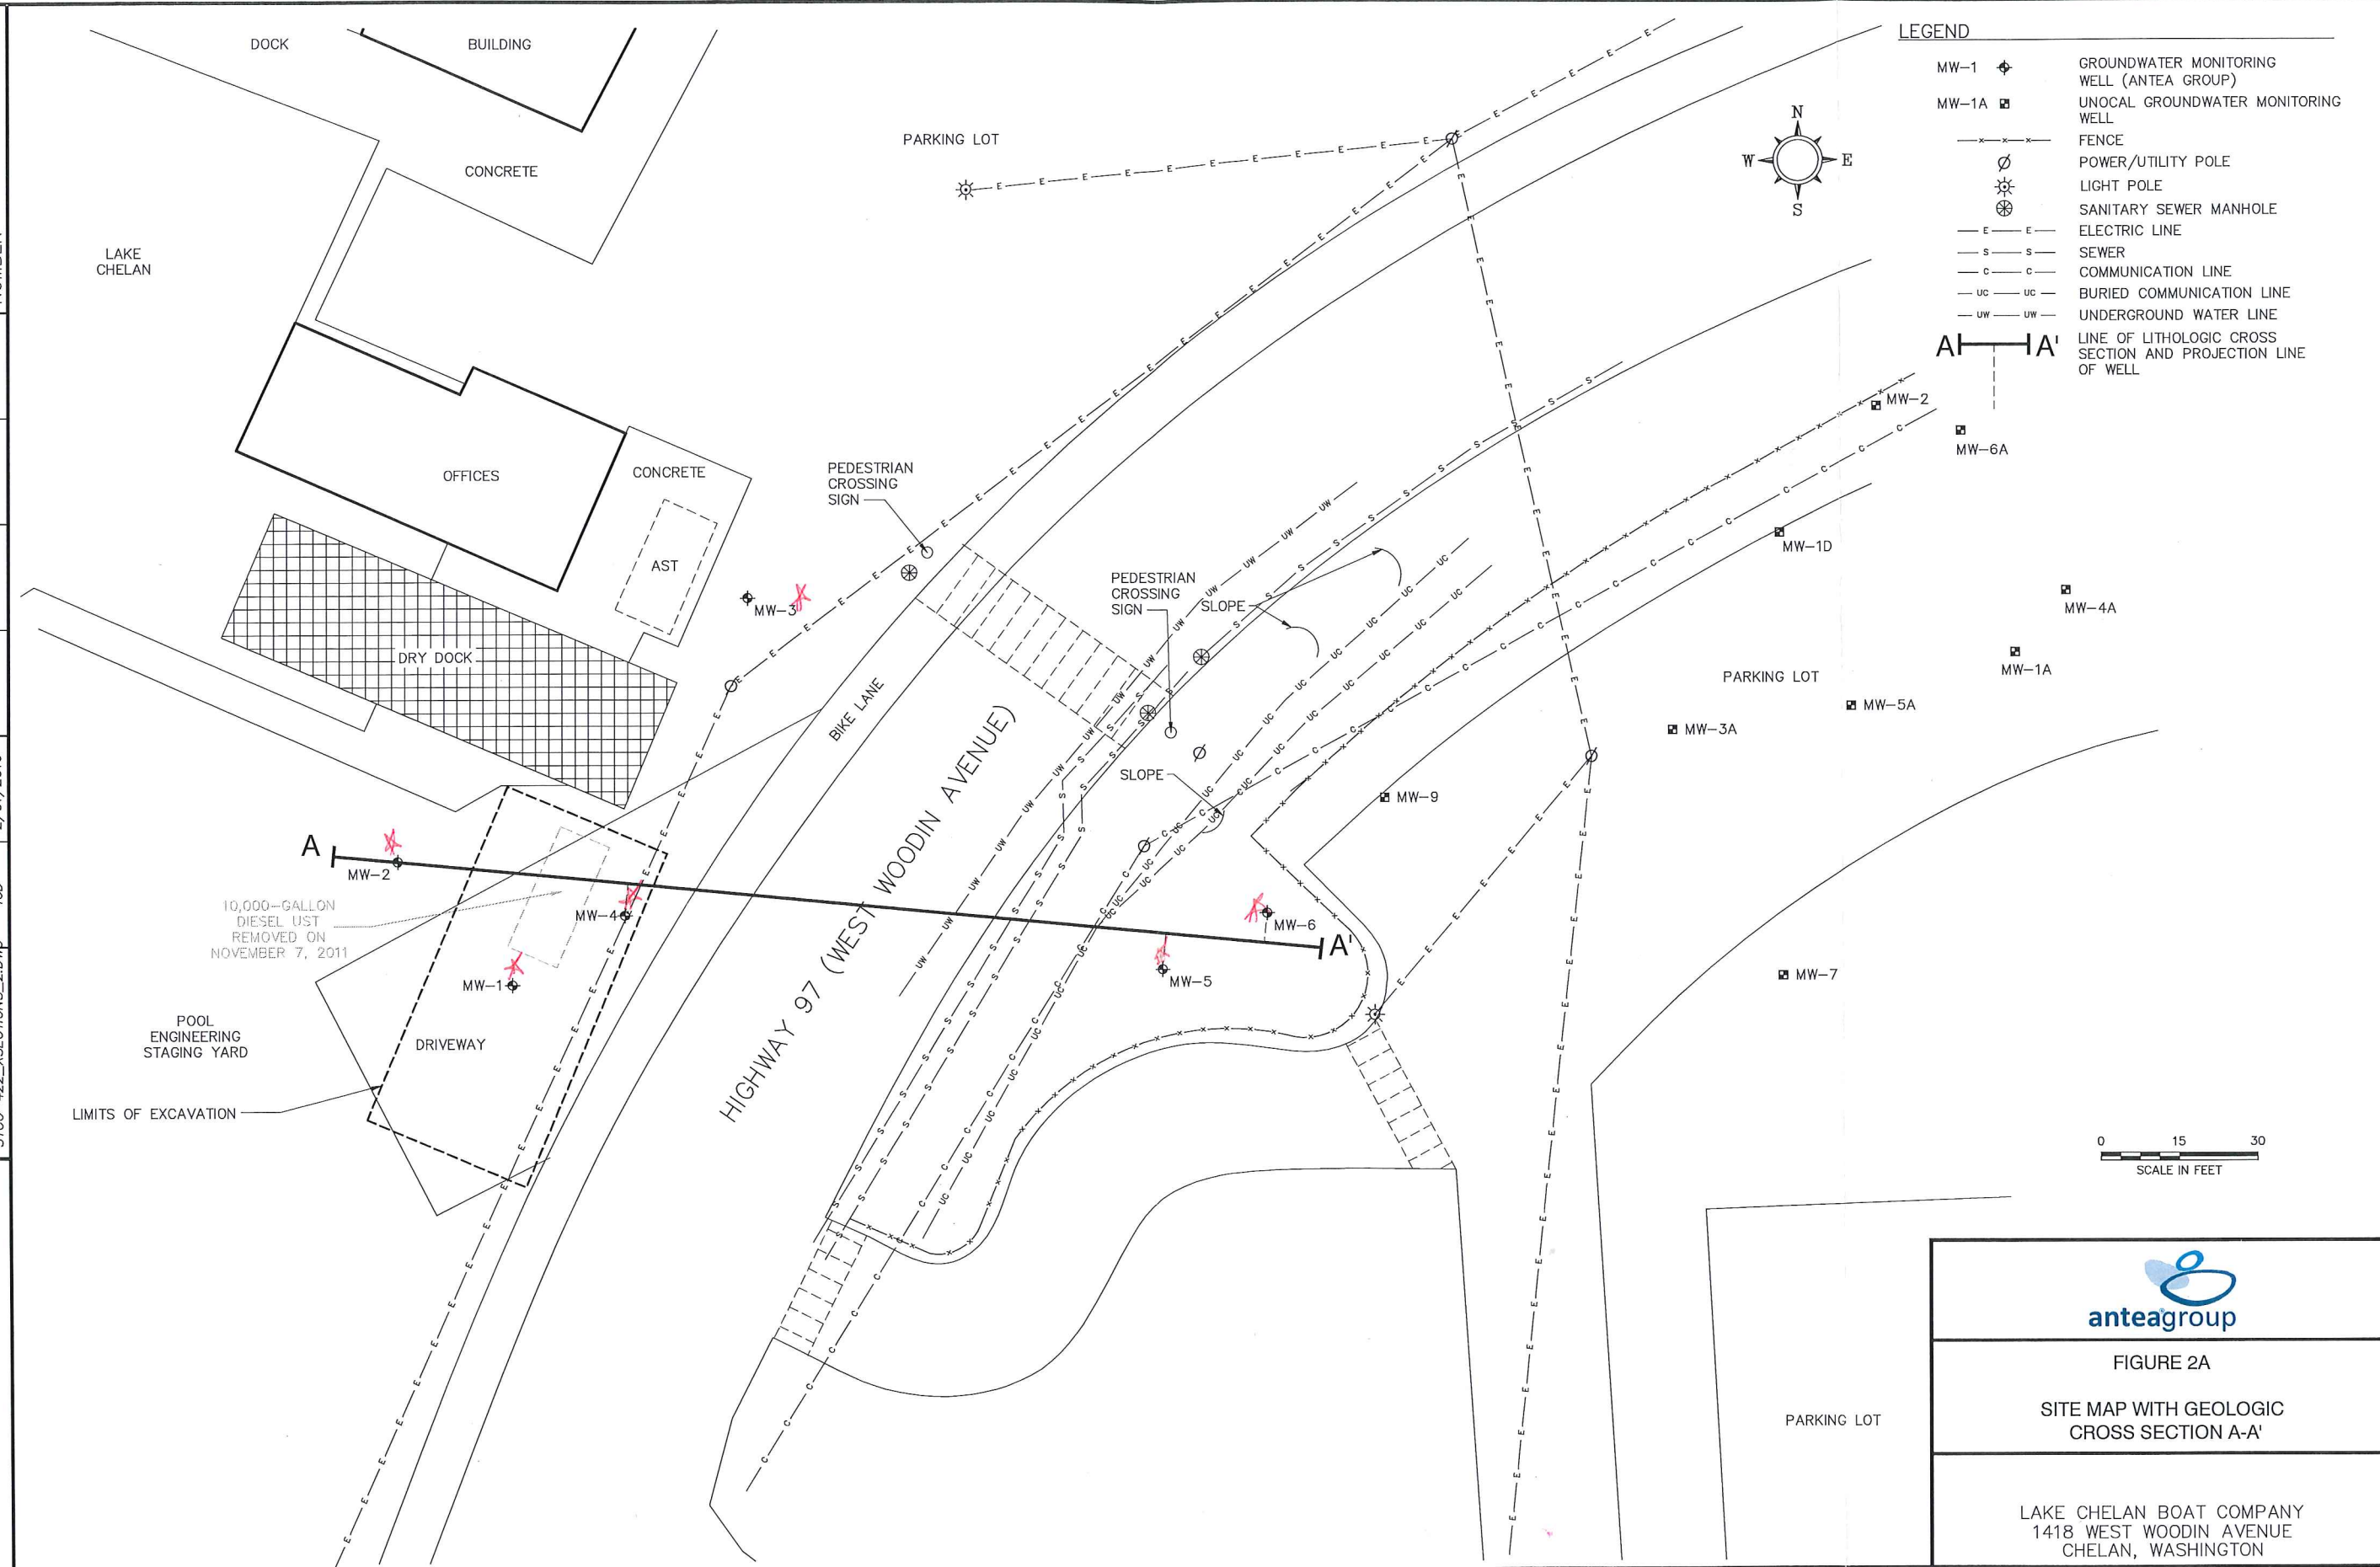 DOCK
BUILDING
CONCRETE
PARKING LOT
LAKE
CHELAN
OFFICES
CONCRETE
AST
DRY DOCK
PEDESTRIAN
CROSSING
SIGN
MW-3
PEDESTRIAN
CROSSING
SIGN
SLOPE
SLOPE
BIKE LANE
HIGHWAY 97 (WEST WOODIN AVENUE)
A
MW-2
10,000-GALLON
DIESEL UST
REMOVED ON
NOVEMBER 7, 2011
MW-4
MW-1
POOL
ENGINEERING
STAGING YARD
DRIVEWAY
LIMITS OF EXCAVATION
MW-6
A'
MW-5
MW-9
PARKING LOT
MW-2
MW-6A
MW-1D
MW-4A
MW-1A
MW-5A
MW-3A
MW-7
PARKING LOT
N
W
E
S
LEGEND
MW-1 GROUNDWATER MONITORING
WELL (ANTEA GROUP)
MW-1A UNOCAL GROUNDWATER MONITORING
WELL
FENCE
POWER/UTILITY POLE
LIGHT POLE
SANITARY SEWER MANHOLE
E E ELECTRIC LINE
S S SEWER
C C COMMUNICATION LINE
UC UC BURIED COMMUNICATION LINE
UW UW UNDERGROUND WATER LINE
A A' LINE OF LITHOLOGIC CROSS
SECTION AND PROJECTION LINE
OF WELL
0 15 30
SCALE IN FEET
anteagroup
FIGURE 2A
SITE MAP WITH GEOLOGIC
CROSS SECTION A-A'
LAKE CHELAN BOAT COMPANY
1418 WEST WOODIN AVENUE
CHELAN, WASHINGTON